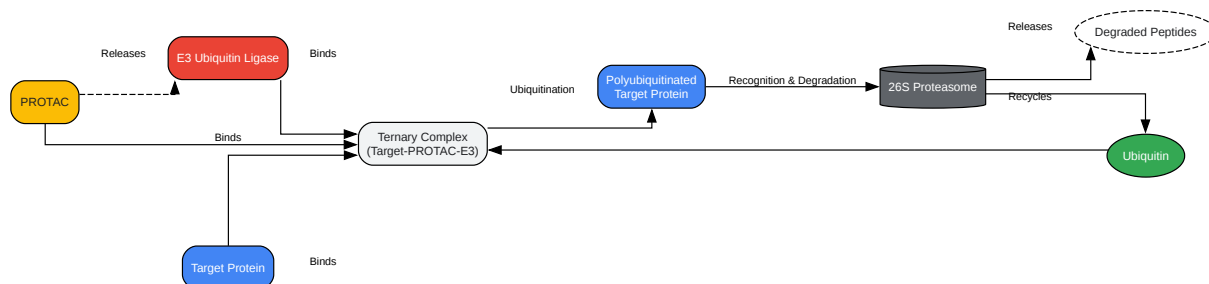 Releases
E3 Ubiquitin Ligase
Binds
PROTAC
Binds
Ternary Complex
(Target-PROTAC-E3)
Target Protein
Binds
Ubiquitination
Polyubiquitinated
Target Protein
Recognition & Degradation
26S Proteasome
Releases
Degraded Peptides
Recycles
Ubiquitin